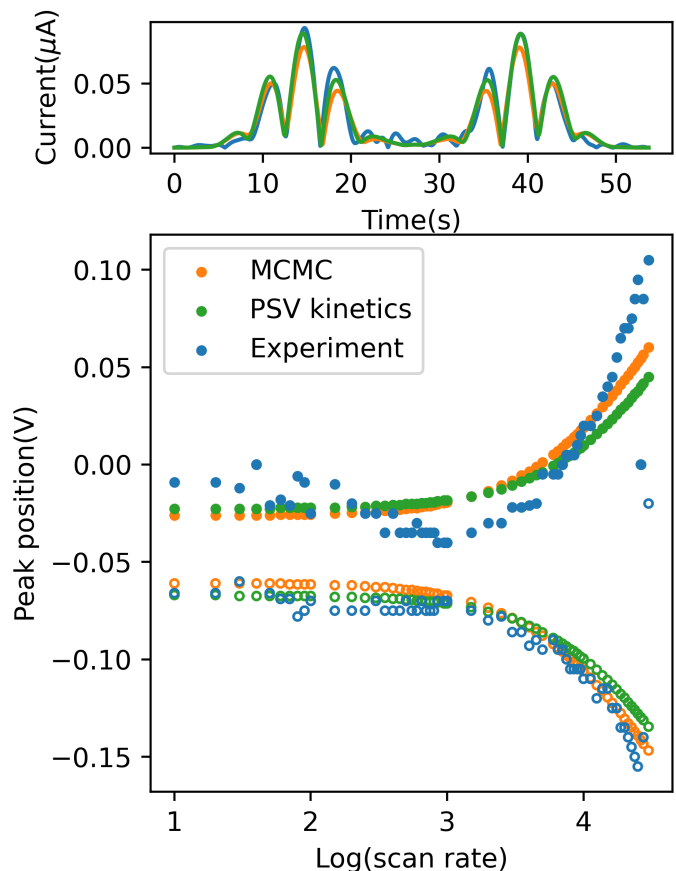 Current(μA)
0.05
0.00
0 10 20 30 40 50
Time(s)
MCMC
PSV kinetics
Experiment
Peak position(V)
0.10
0.05
0.00
−0.05
−0.10
−0.15
1 2 3 4
Log(scan rate)